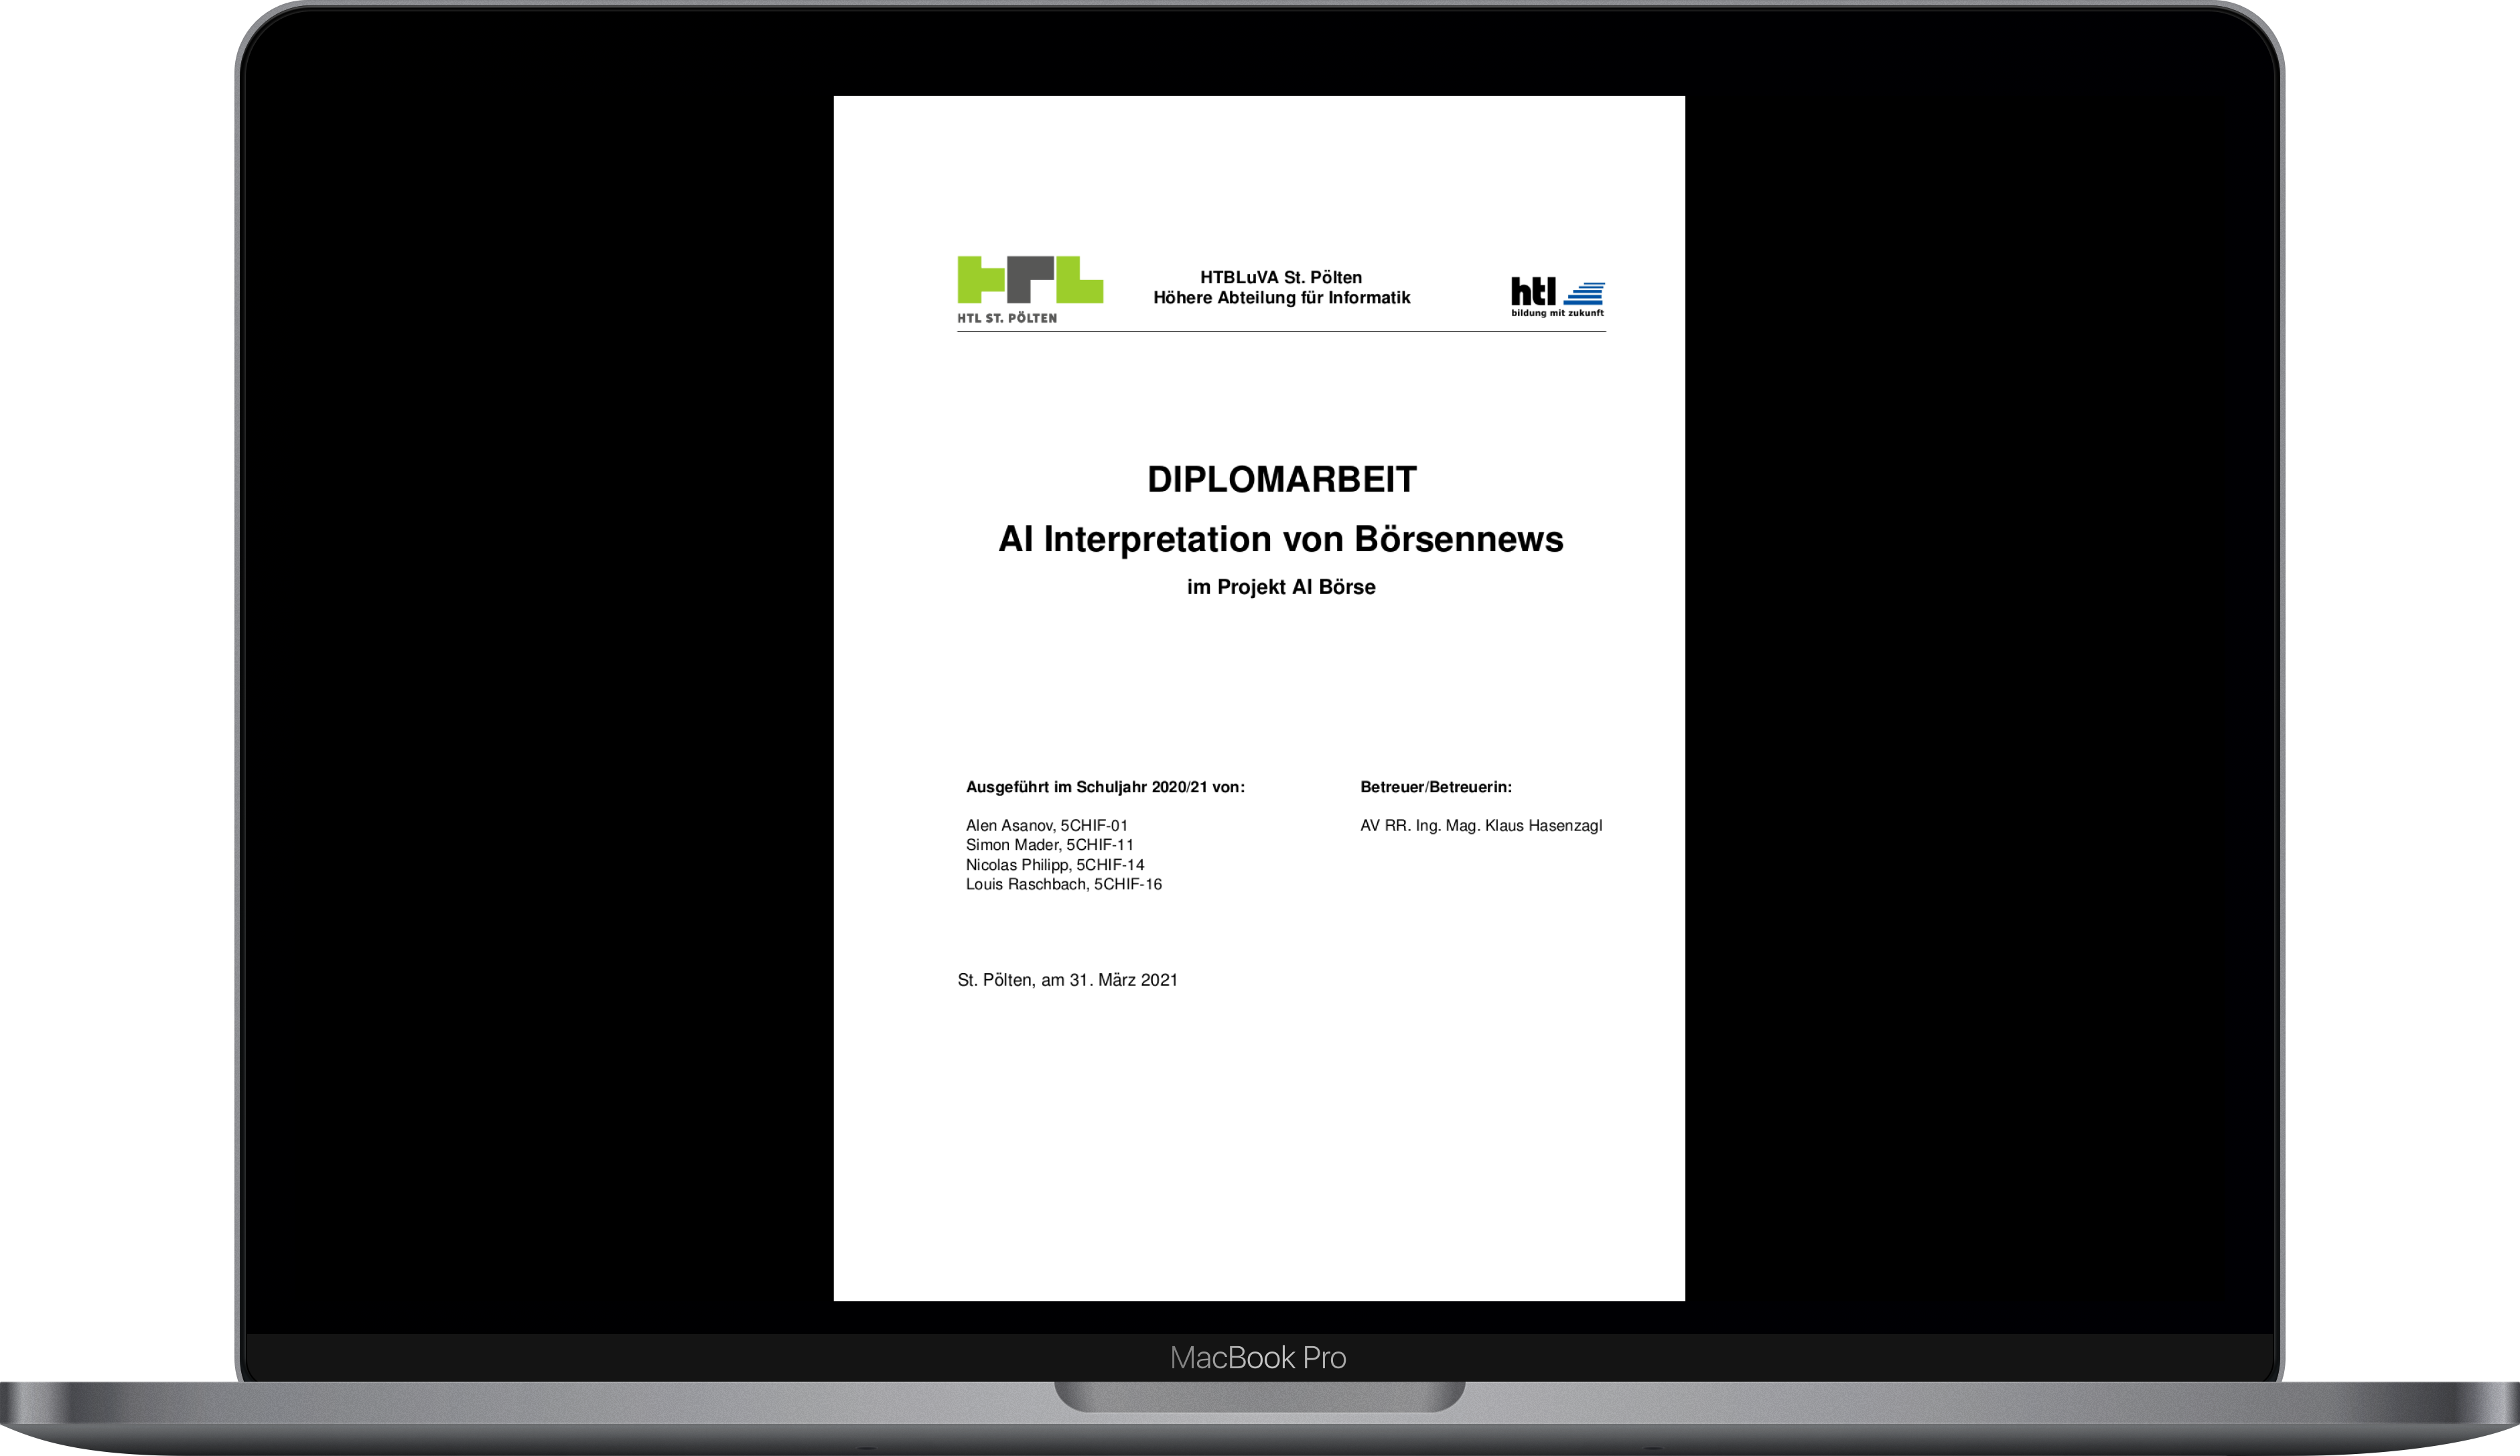 HTL
HTL ST. PÖLTEN
HTBLuVA St. Pölten
Höhere Abteilung für Informatik
htl
bildung mit zukunft
DIPLOMARBEIT
AI Interpretation von Börsennews
im Projekt AI Börse
Ausgeführt im Schuljahr 2020/21 von:
Alen Asanov, 5CHIF-01
Simon Mader, 5CHIF-11
Nicolas Philipp, 5CHIF-14
Louis Raschbach, 5CHIF-16
Betreuer/Betreuerin:
AV RR. Ing. Mag. Klaus Hasenzagl
St. Pölten, am 31. März 2021
MacBook Pro